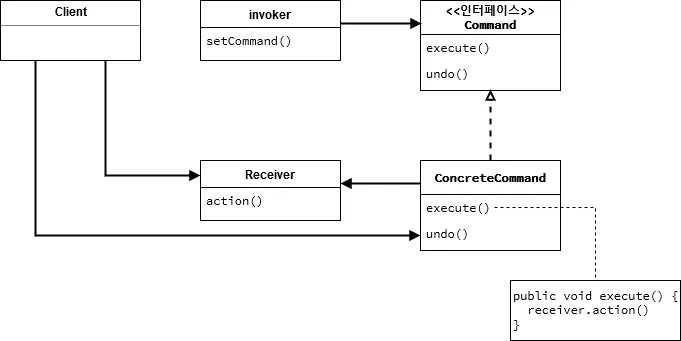 Client
invoker
setCommand()
<<인터페이스>>
Command
execute()
undo()
Receiver
action()
ConcreteCommand
execute()
undo()
public void execute() {
receiver.action()
}